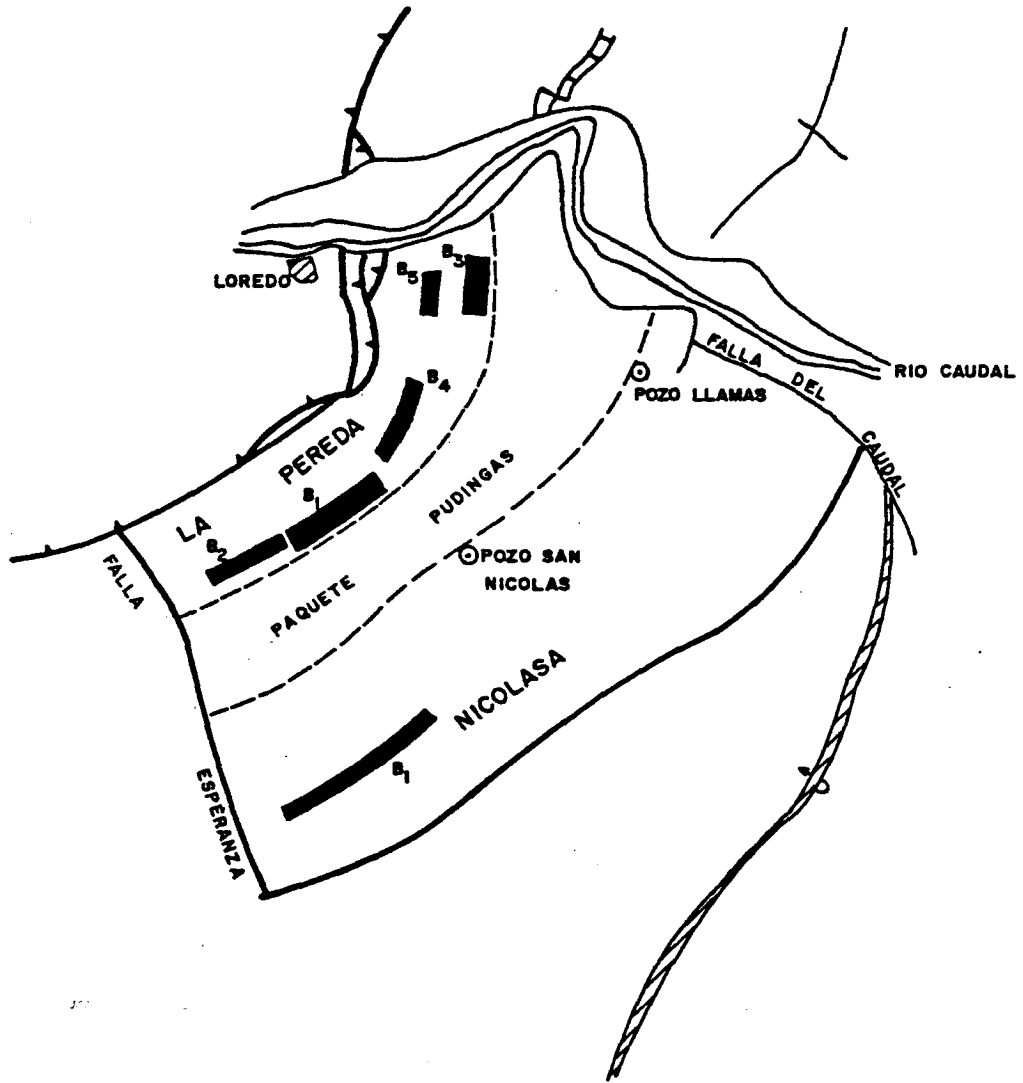 LOREDO
B5
B3
RIO CAUDAL
FALLA DEL
CAUDAL
POZO LLAMAS
B4
LA PEREDA
B1
B2
PAQUETE PUDINGAS
POZO SAN
NICOLAS
FALLA
ESPERANZA
NICOLASA
B1